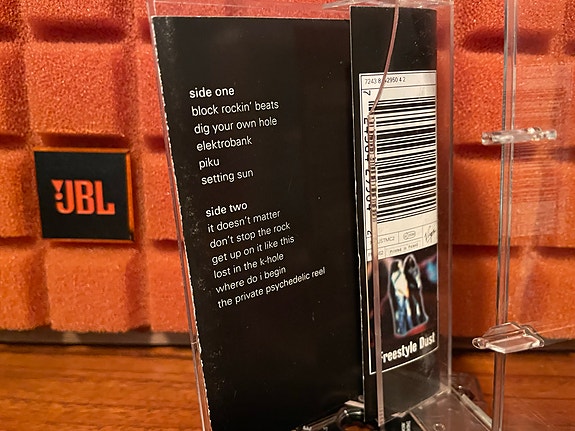 side one
block rockin' beats
dig your own hole
elektrobank
piku
setting sun
side two
it doesn't matter
don't stop the rock
get up on it like this
lost in the k-hole
where do i begin
the private psychedelic reel
JBL
Freestyle Dust